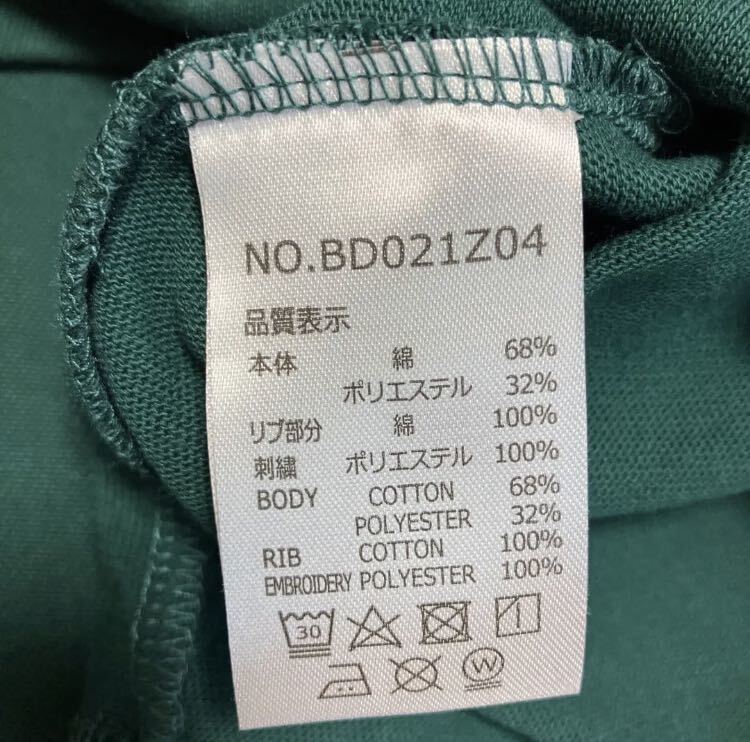 NO.BD021Z04
品質表示
本体 綿 68%
ポリエステル 32%
リブ部分 綿 100%
刺繍 ポリエステル 100%
BODY COTTON 68%
POLYESTER 32%
RIB COTTON 100%
EMBROIDERY POLYESTER 100%
30
W